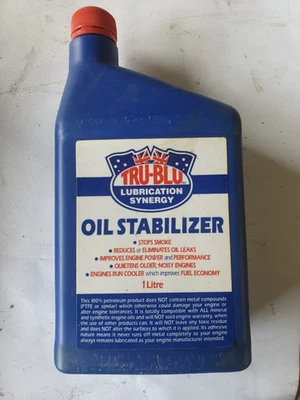 TRU-BLU
LUBRICATION
SYNERGY
OIL STABILIZER
• STOPS SMOKE
• REDUCES or ELIMINATES OIL LEAKS
• IMPROVES ENGINE POWER and PERFORMANCE
• QUIETENS OLDER, NOISY ENGINES
• ENGINES RUN COOLER which improves FUEL ECONOMY
1 Litre
This 100% petroleum product does NOT contain metal compounds
(PTFE or similar) which otherwise could damage your engine or
alter engine tolerances. It is totally compatible with ALL mineral
and synthetic engine oils and will NOT void engine warranty, when
the use of other products can. It will NOT leave any toxic residue
and does NOT alter the surfaces to which it is applied. Its adhesive
nature means it never runs off metal completely so your engine
always remains lubricated as your engine manufacturer intended.